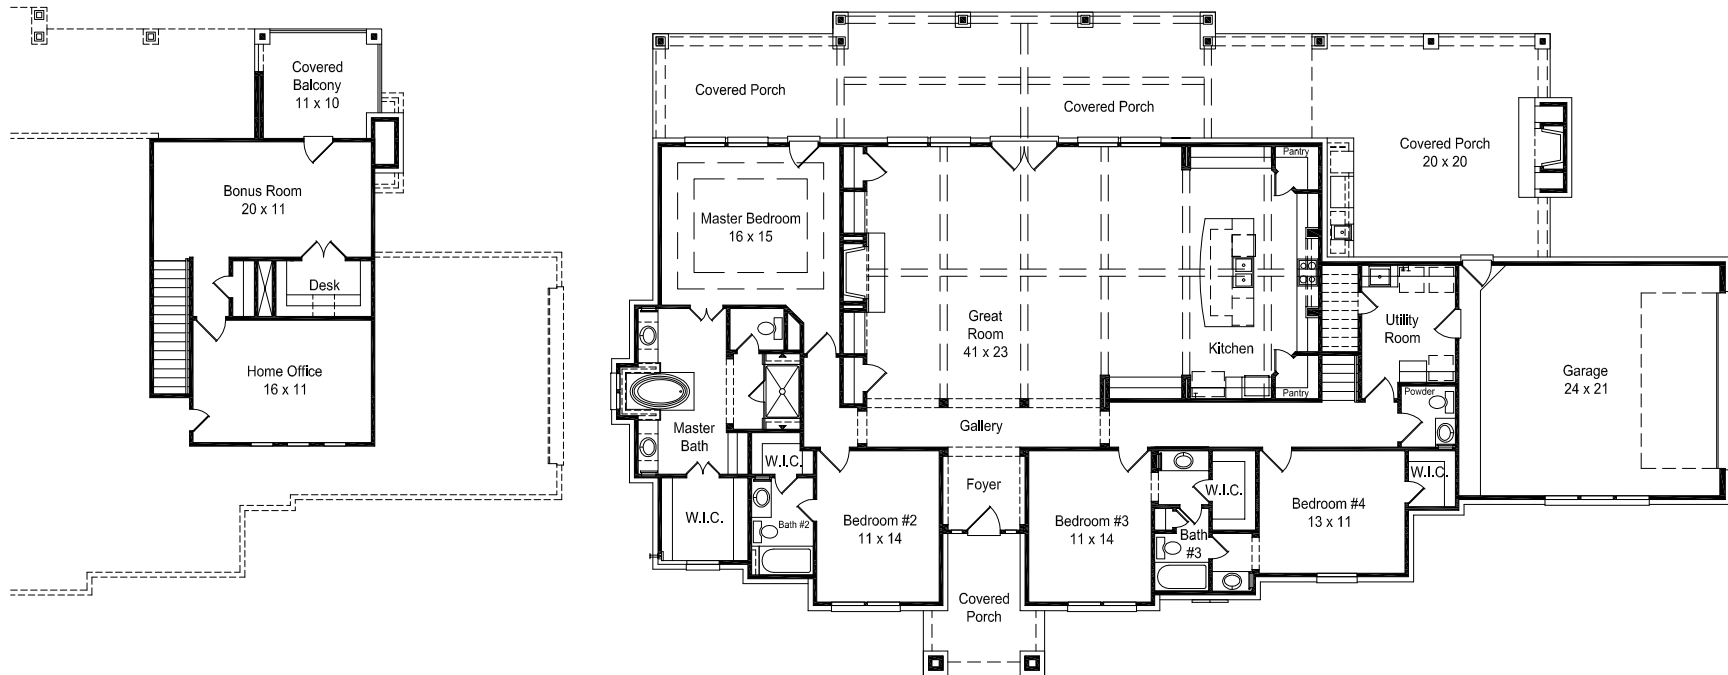 Covered
Balcony
11 x 10
Bonus Room
20 x 11
Desk
Home Office
16 x 11
Covered Porch
Covered Porch
Covered Porch
20 x 20
Pantry
Master Bedroom
16 x 15
Great
Room
41 x 23
Kitchen
Pantry
Utility
Room
Powder
Garage
24 x 21
Master
Bath
Gallery
W.I.C.
W.I.C.
Bath #2
Bedroom #2
11 x 14
Foyer
Bedroom #3
11 x 14
W.I.C.
Bath
#3
Bedroom #4
13 x 11
W.I.C.
Covered
Porch